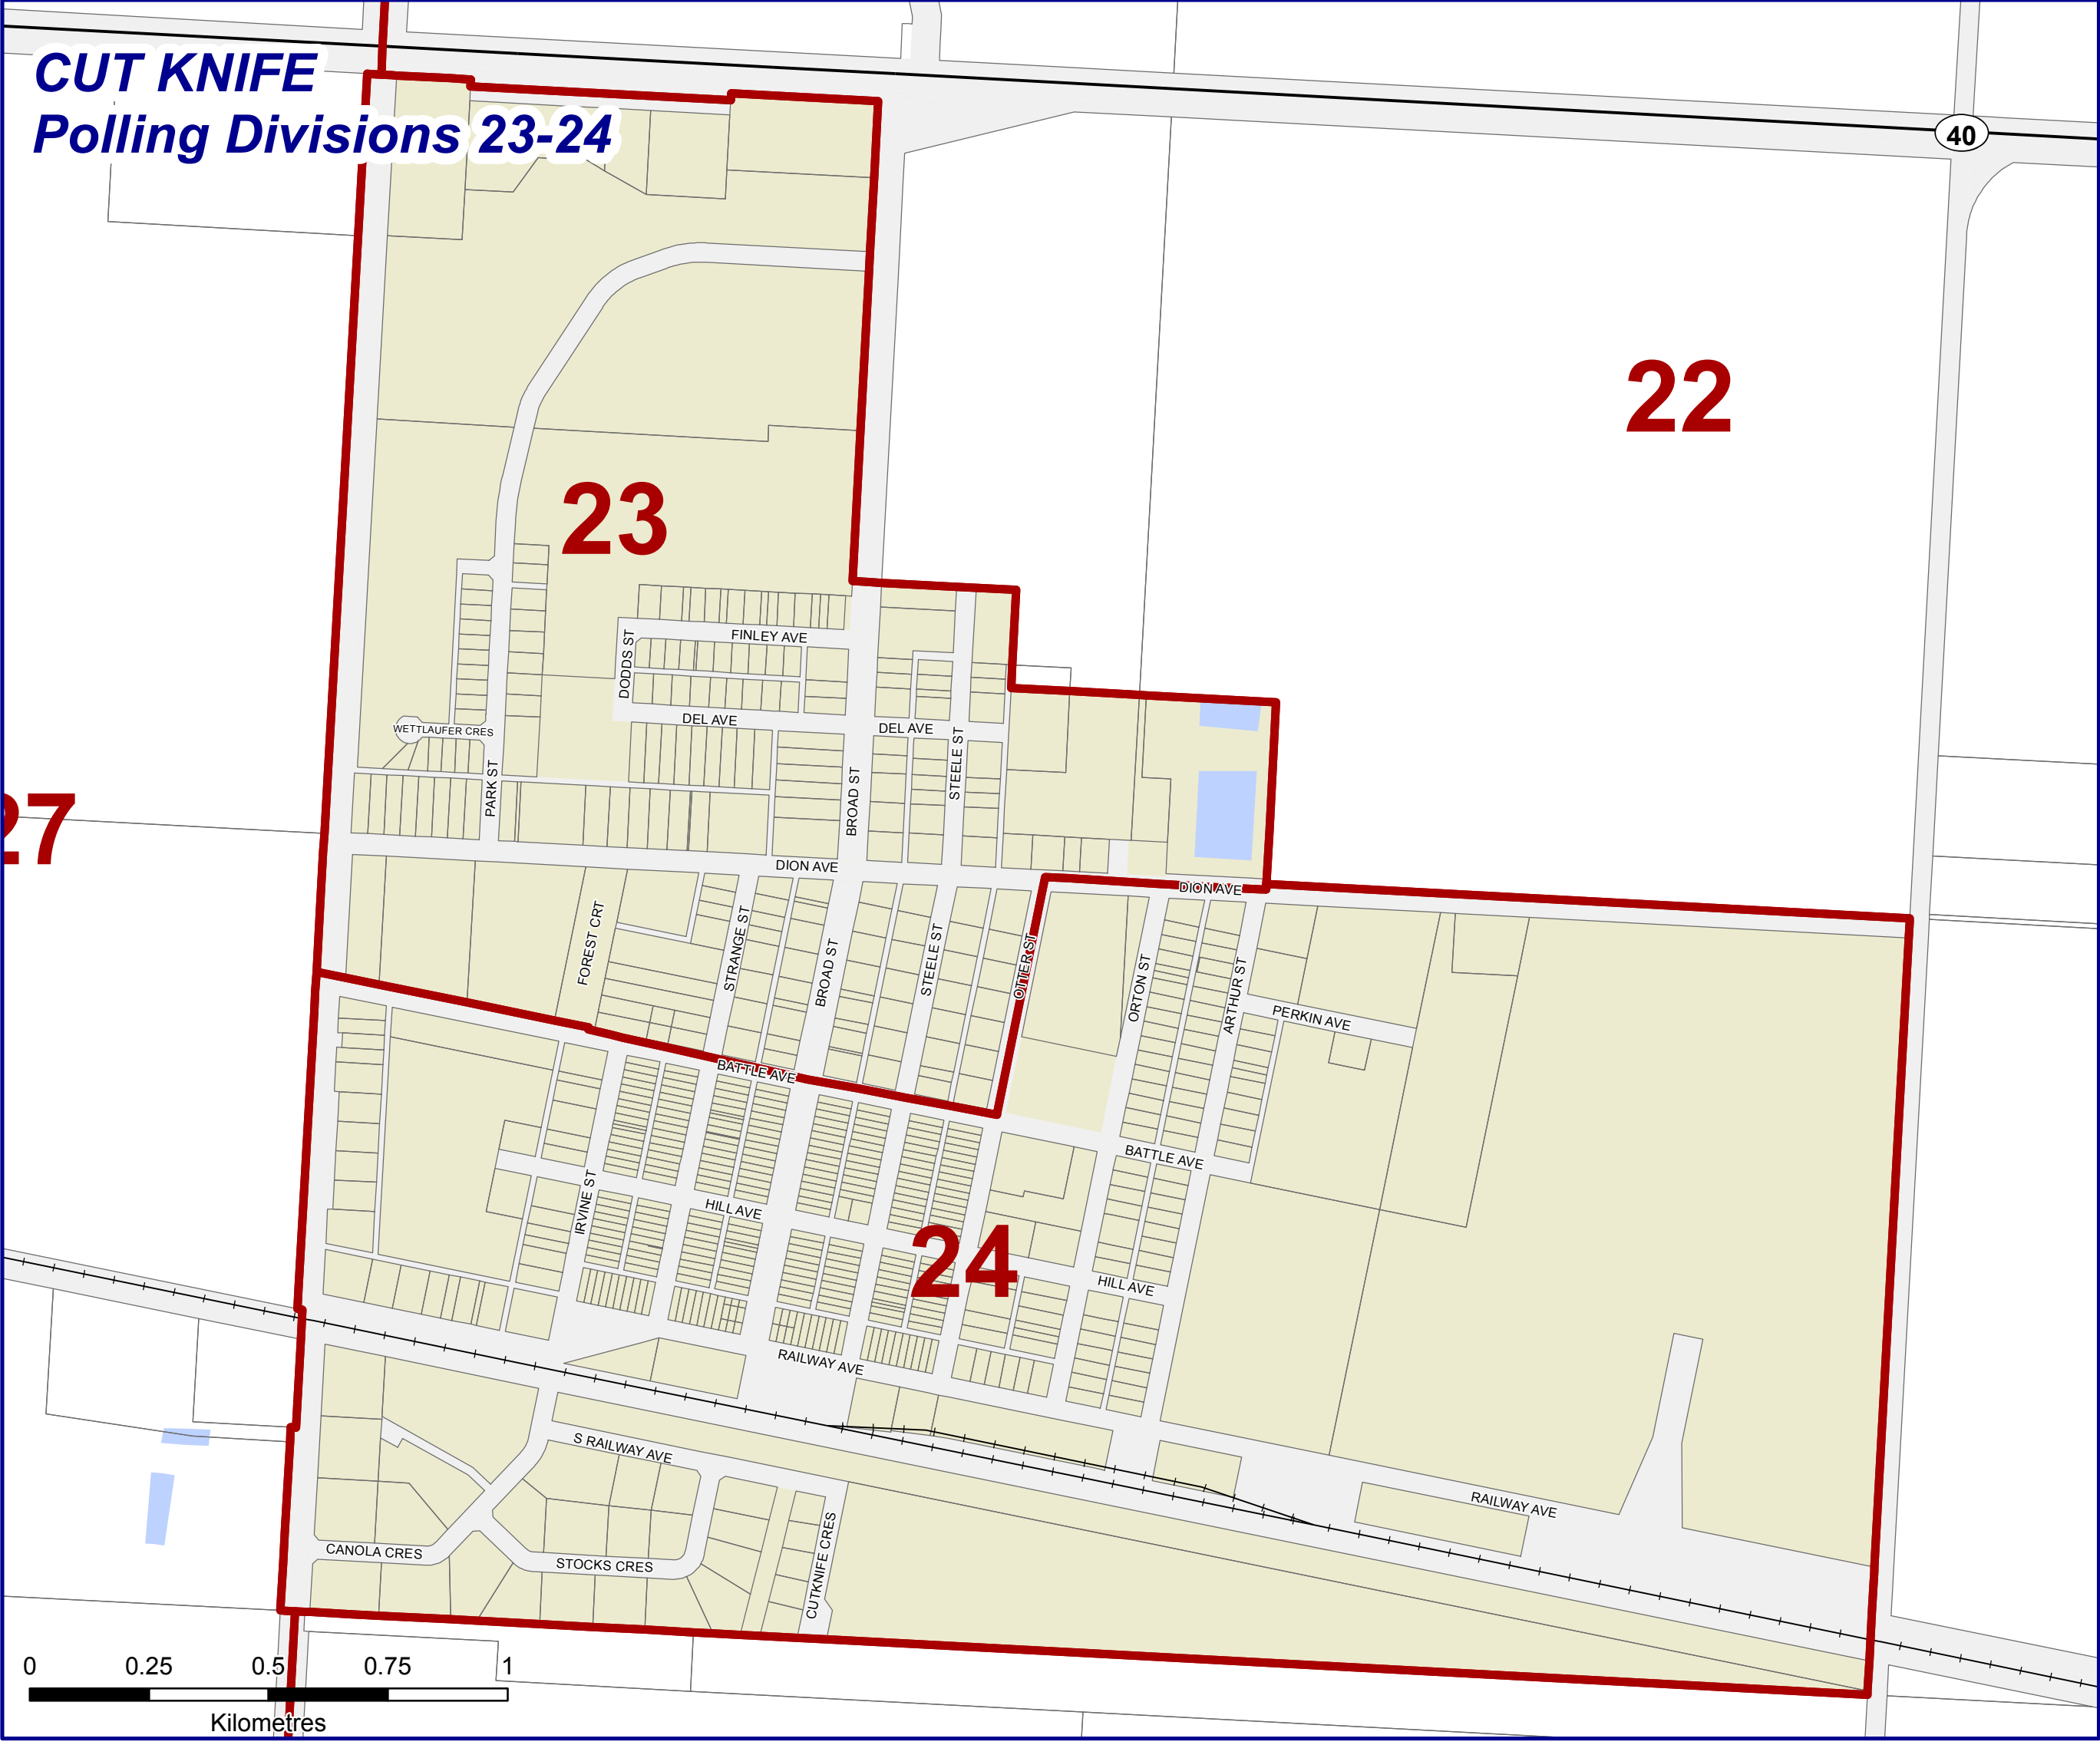 CUT KNIFE
Polling Divisions 23-24
40
22
23
FINLEY AVE
DODDS ST
DEL AVE
DEL AVE
WETTLAUFER CRES
STEELE ST
PARK ST
BROAD ST
27
DION AVE
DION AVE
FOREST CRT
STRANGE ST
BROAD ST
STEELE ST
OTTER ST
ORTON ST
ARTHUR ST
PERKIN AVE
BATTLE AVE
BATTLE AVE
IRVINE ST
HILL AVE
24
HILL AVE
RAILWAY AVE
S RAILWAY AVE
RAILWAY AVE
CANOLA CRES
STOCKS CRES
CUTKNIFE CRES
0 0.25 0.5 0.75 1
Kilometres